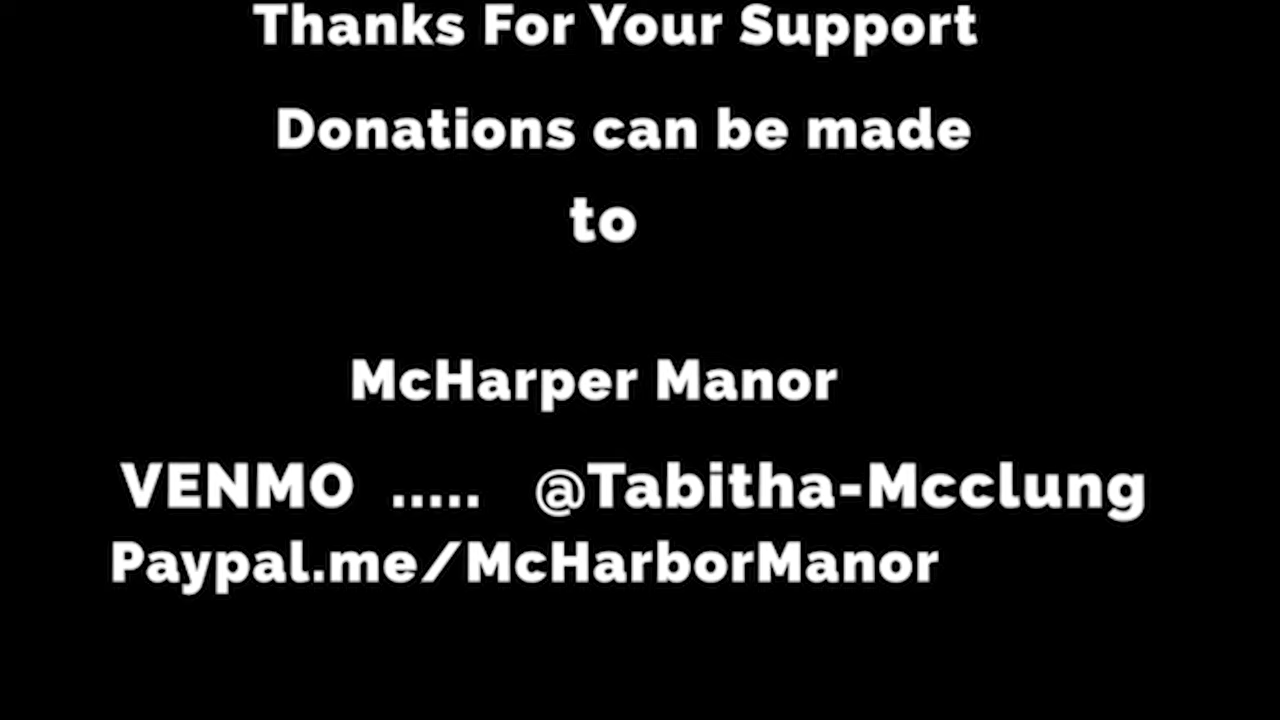 Thanks For Your Support
Donations can be made
to
McHarper Manor
VENMO ..... @Tabitha-Mcclung
Paypal.me/McHarborManor